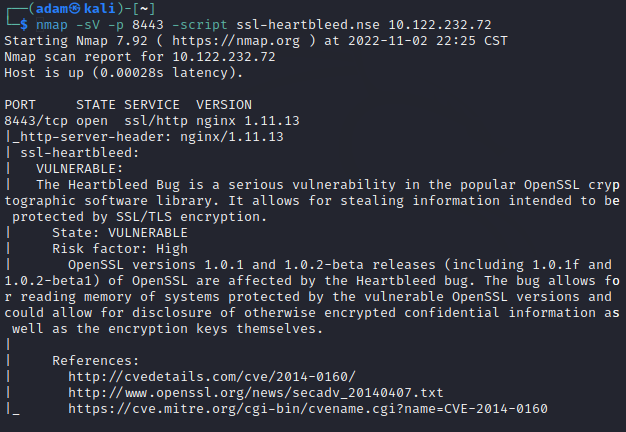 ┌──(adam㉿kali)-[~]
└─$ nmap -sV -p 8443 -script ssl-heartbleed.nse 10.122.232.72
Starting Nmap 7.92 ( https://nmap.org ) at 2022-11-02 22:25 CST
Nmap scan report for 10.122.232.72
Host is up (0.00028s latency).

PORT     STATE SERVICE  VERSION
8443/tcp open  ssl/http nginx 1.11.13
|_http-server-header: nginx/1.11.13
| ssl-heartbleed:
|   VULNERABLE:
|   The Heartbleed Bug is a serious vulnerability in the popular OpenSSL cryp
tographic software library. It allows for stealing information intended to be
 protected by SSL/TLS encryption.
|     State: VULNERABLE
|     Risk factor: High
|       OpenSSL versions 1.0.1 and 1.0.2-beta releases (including 1.0.1f and
1.0.2-beta1) of OpenSSL are affected by the Heartbleed bug. The bug allows fo
r reading memory of systems protected by the vulnerable OpenSSL versions and
could allow for disclosure of otherwise encrypted confidential information as
 well as the encryption keys themselves.
|
|     References:
|       http://cvedetails.com/cve/2014-0160/
|       http://www.openssl.org/news/secadv_20140407.txt
|_      https://cve.mitre.org/cgi-bin/cvename.cgi?name=CVE-2014-0160